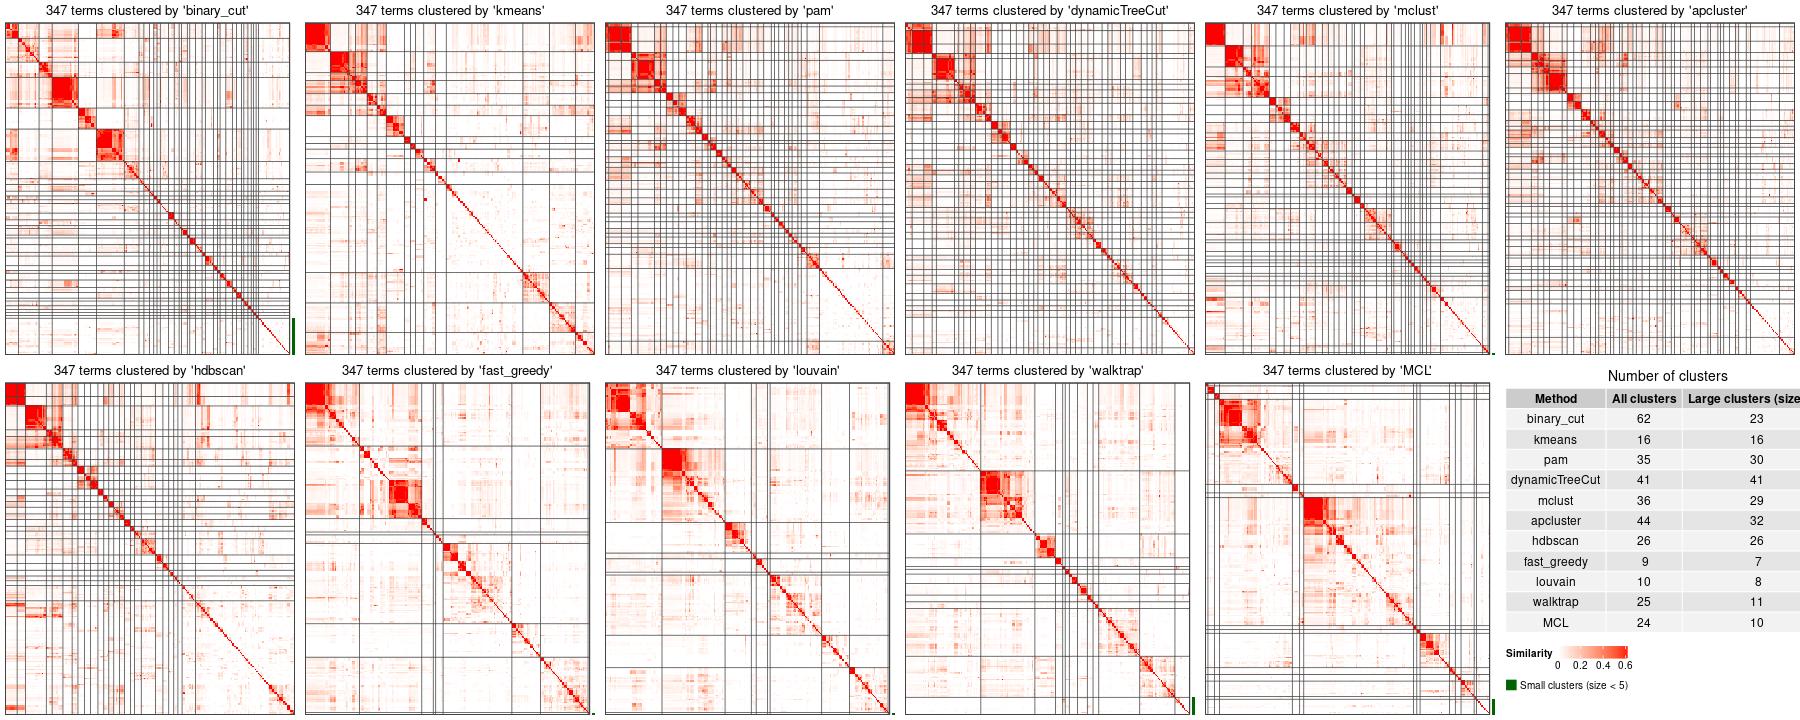 347 terms clustered by 'binary_cut'
347 terms clustered by 'kmeans'
347 terms clustered by 'pam'
347 terms clustered by 'dynamicTreeCut'
347 terms clustered by 'mclust'
347 terms clustered by 'apcluster'
347 terms clustered by 'hdbscan'
347 terms clustered by 'fast_greedy'
347 terms clustered by 'louvain'
347 terms clustered by 'walktrap'
347 terms clustered by 'MCL'
Number of clusters
Method All clusters Large clusters (size
binary_cut 62 23
kmeans 16 16
pam 35 30
dynamicTreeCut 41 41
mclust 36 29
apcluster 44 32
hdbscan 26 26
fast_greedy 9 7
louvain 10 8
walktrap 25 11
MCL 24 10
Similarity
0 0.2 0.4 0.6
Small clusters (size < 5)